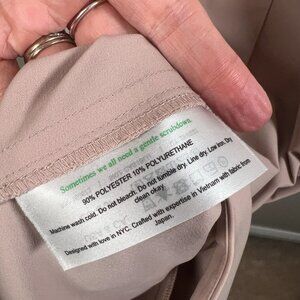 Sometimes we all need a gentle scrubdown.
90% POLYESTER 10% POLYURETHANE
Machine wash cold. Do not bleach. Do not tumble dry. Line dry. Low iron. Dry
clean okay.
Designed with love in NYC. Crafted with expertise in Vietnam with fabric from
Japan.